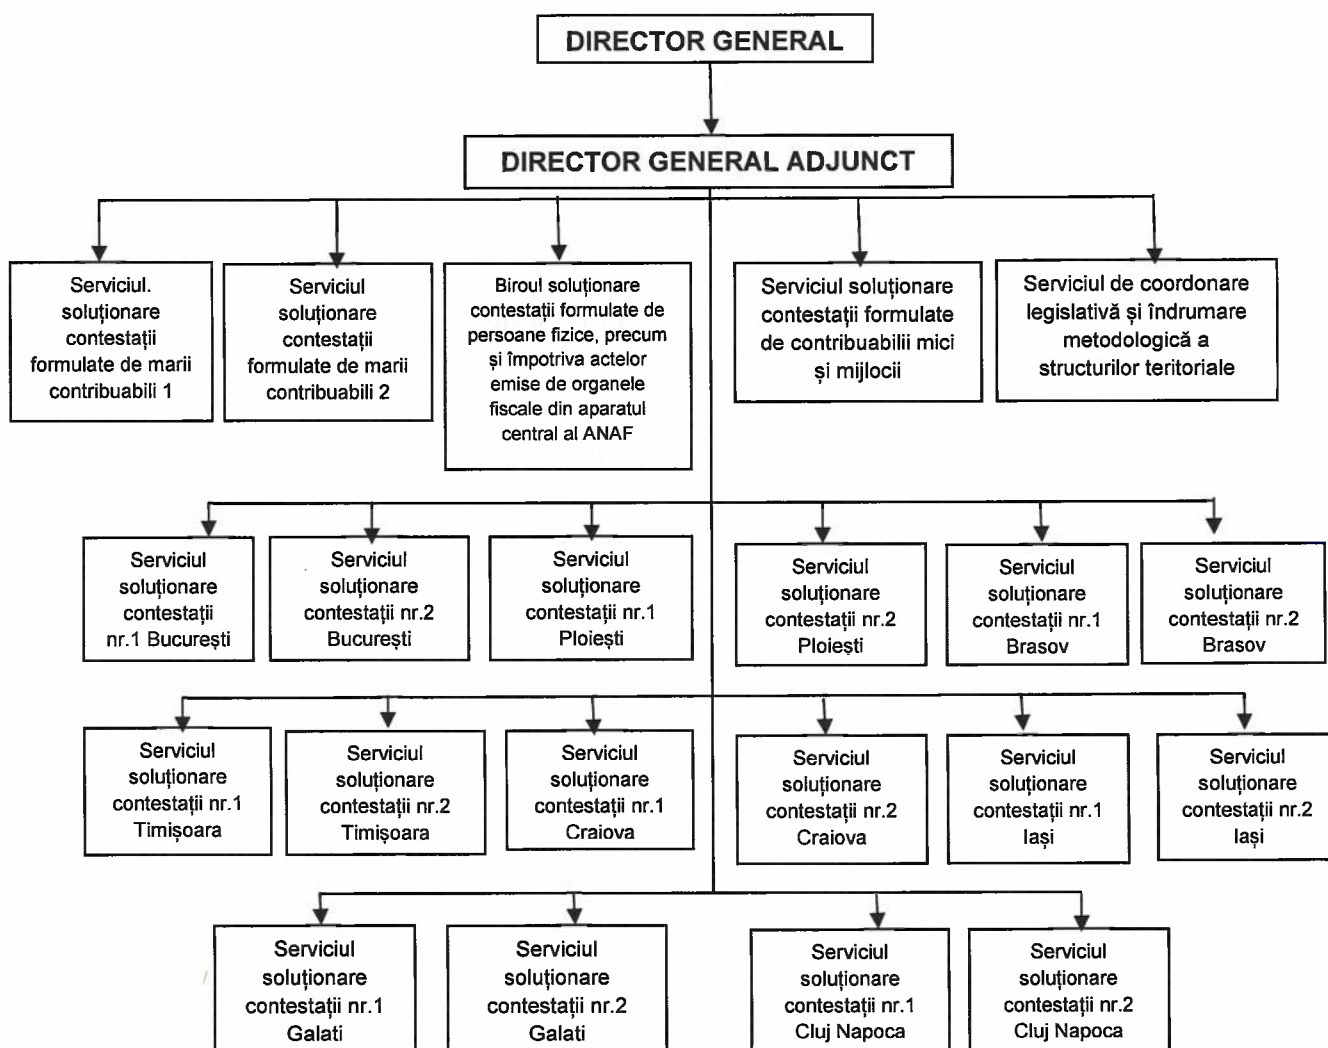 DIRECTOR GENERAL
DIRECTOR GENERAL ADJUNCT
Serviciul.
soluționare
contestații
formulate de marii
contribuabili 1
Serviciul
soluționare
contestații
formulate de marii
contribuabili 2
Biroul soluționare
contestații formulate de
persoane fizice, precum
și împotriva actelor
emise de organele
fiscale din aparatul
central al ANAF
Serviciul soluționare
contestații formulate
de contribuabilii mici
și mijlocii
Serviciul de coordonare
legislativă și îndrumare
metodologică a
structurilor teritoriale
Serviciul
soluționare
contestații
nr.1 București
Serviciul
soluționare
contestații nr.2
București
Serviciul
soluționare
contestații nr.1
Ploiești
Serviciul
soluționare
contestații nr.2
Ploiești
Serviciul
soluționare
contestații nr.1
Brasov
Serviciul
soluționare
contestații nr.2
Brasov
Serviciul
soluționare
contestații nr.1
Timișoara
Serviciul
soluționare
contestații nr.2
Timișoara
Serviciul
soluționare
contestații nr.1
Craiova
Serviciul
soluționare
contestații nr.2
Craiova
Serviciul
soluționare
contestații nr.1
Iași
Serviciul
soluționare
contestații nr.2
Iași
Serviciul
soluționare
contestații nr.1
Galati
Serviciul
soluționare
contestații nr.2
Galati
Serviciul
soluționare
contestații nr.1
Cluj Napoca
Serviciul
soluționare
contestații nr.2
Cluj Napoca